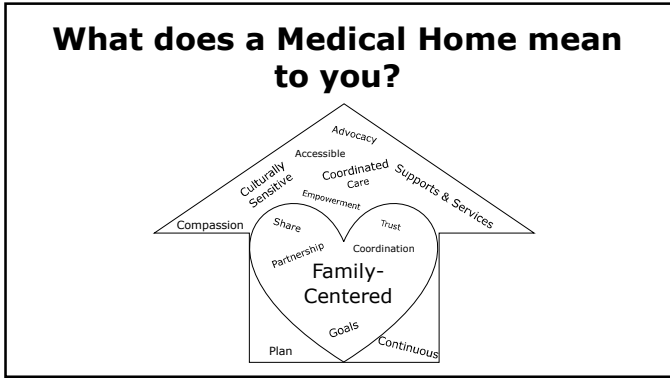 What does a Medical Home mean
to you?
Advocacy
Accessible
Culturally
Sensitive
Coordinated
Care
Supports & Services
Empowerment
Compassion
Share
Trust
Partnership
Coordination
Family-
Centered
Goals
Plan
Continuous